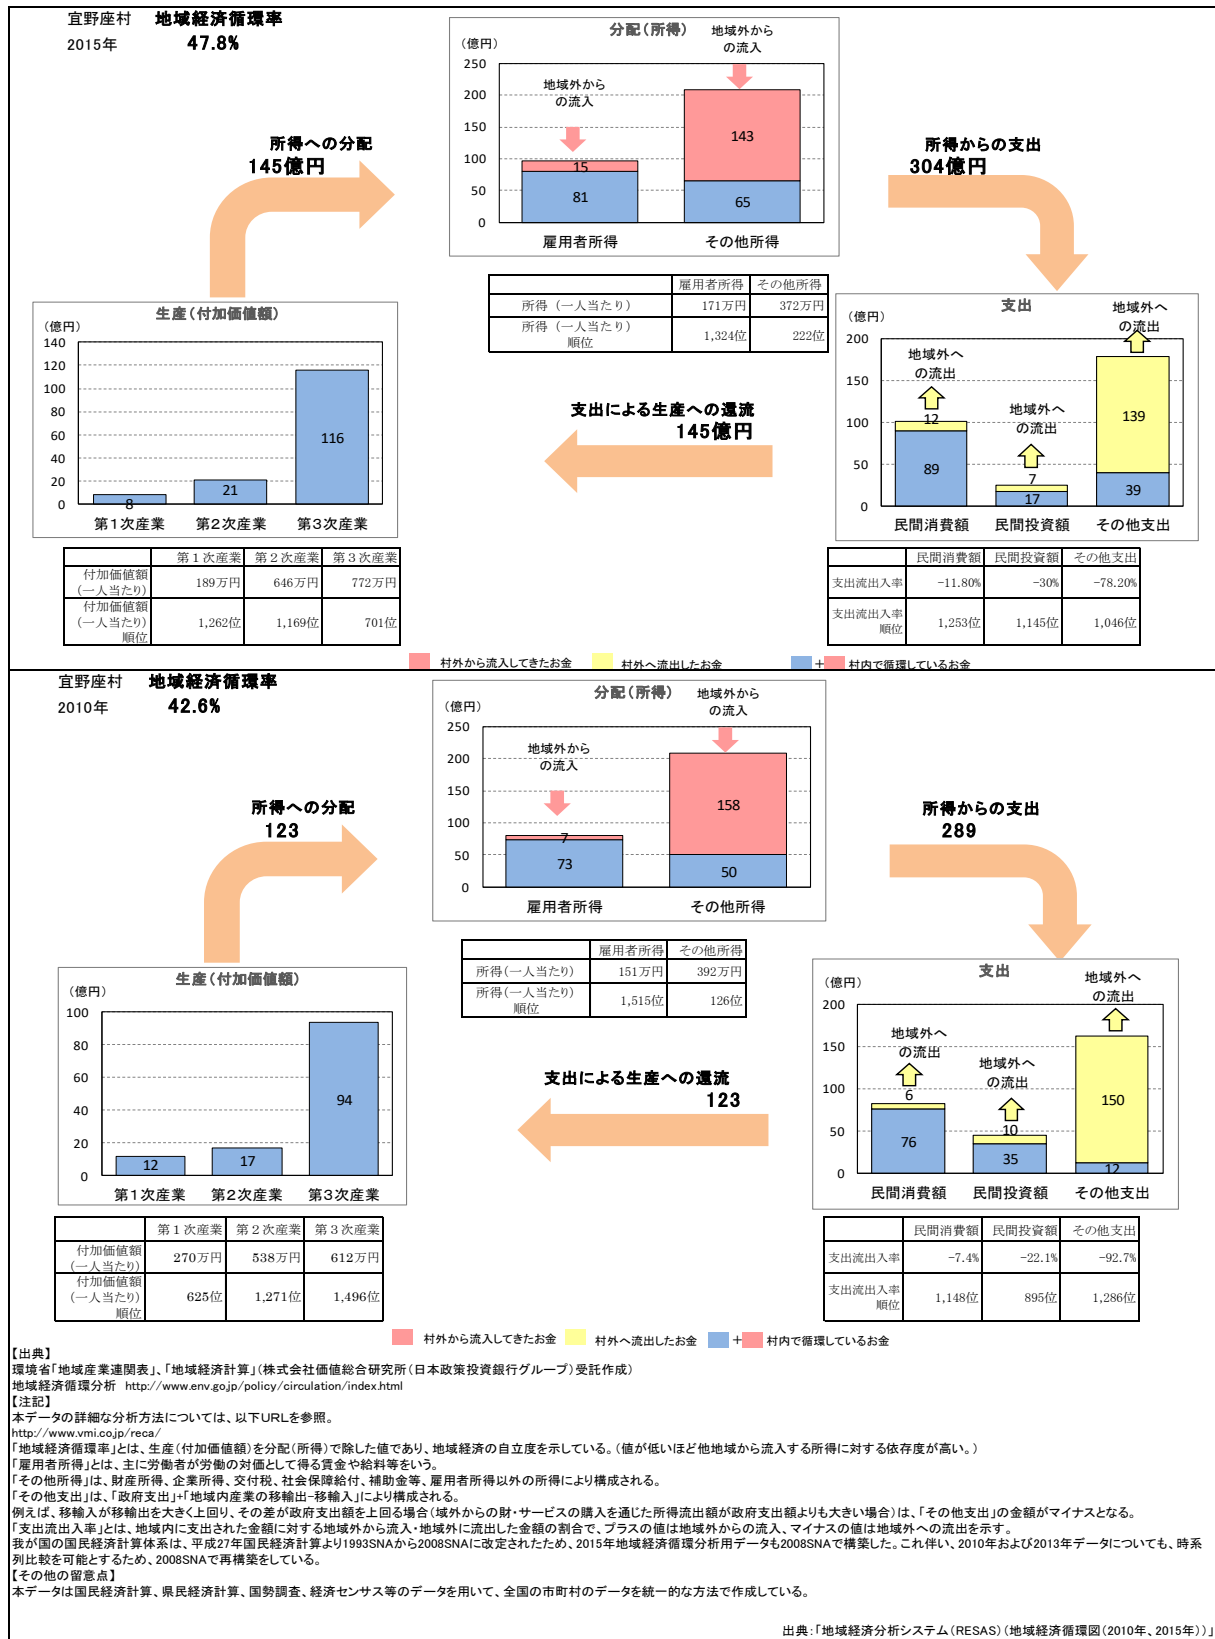 宜野座村 地域経済循環率
2015年 47.8%
分配(所得)
(億円)
地域外から
の流入
地域外から
の流入
250
200
150
100
50
0
143
15
81
65
雇用者所得 その他所得
所得への分配
145億円
所得からの支出
304億円
雇用者所得 その他所得
所得(一人当たり) 171万円 372万円
所得(一人当たり)
順位 1,324位 222位
生産(付加価値額)
(億円)
140
120
100
80
60
40
20
0
8
21
116
第1次産業 第2次産業 第3次産業
支出による生産への還流
145億円
支出
(億円)
地域外へ
の流出
地域外へ
の流出
地域外へ
の流出
200
150
100
50
0
12
89
7
17
139
39
民間消費額 民間投資額 その他支出
第1次産業 第2次産業 第3次産業
付加価値額
(一人当たり) 189万円 646万円 772万円
付加価値額
(一人当たり)
順位 1,262位 1,169位 701位
民間消費額 民間投資額 その他支出
支出流出入率 -11.80% -30% -78.20%
支出流出入率
順位 1,253位 1,145位 1,046位
村外から流入してきたお金 村外へ流出したお金 + 村内で循環しているお金
宜野座村 地域経済循環率
2010年 42.6%
分配(所得)
(億円)
地域外から
の流入
地域外から
の流入
250
200
150
100
50
0
158
7
73
50
雇用者所得 その他所得
所得への分配
123
所得からの支出
289
雇用者所得 その他所得
所得(一人当たり) 151万円 392万円
所得(一人当たり)
順位 1,515位 126位
生産(付加価値額)
(億円)
100
80
60
40
20
0
12
17
94
第1次産業 第2次産業 第3次産業
支出による生産への還流
123
支出
(億円)
地域外へ
の流出
地域外へ
の流出
地域外へ
の流出
200
150
100
50
0
6
76
10
35
150
12
民間消費額 民間投資額 その他支出
第1次産業 第2次産業 第3次産業
付加価値額
(一人当たり) 270万円 538万円 612万円
付加価値額
(一人当たり)
順位 625位 1,271位 1,496位
民間消費額 民間投資額 その他支出
支出流出入率 -7.4% -22.1% -92.7%
支出流出入率
順位 1,148位 895位 1,286位
村外から流入してきたお金 村外へ流出したお金 + 村内で循環しているお金
【出典】
環境省「地域産業連関表」、「地域経済計算」(株式会社価値総合研究所(日本政策投資銀行グループ)受託作成)
地域経済循環分析 http://www.env.go.jp/policy/circulation/index.html
【注記】
本データの詳細な分析方法については、以下URLを参照。
http://www.vmi.co.jp/reca/
「地域経済循環率」とは、生産(付加価値額)を分配(所得)で除した値であり、地域経済の自立度を示している。(値が低いほど他地域から流入する所得に対する依存度が高い。)
「雇用者所得」とは、主に労働者が労働の対価として得る賃金や給料等をいう。
「その他所得」は、財産所得、企業所得、交付税、社会保障給付、補助金等、雇用者所得以外の所得により構成される。
「その他支出」は、「政府支出」+「地域内産業の移輸出-移輸入」により構成される。
例えば、移輸入が移輸出を大きく上回り、その差が政府支出額を上回る場合(域外からの財・サービスの購入を通じた所得流出額が政府支出額よりも大きい場合)は、「その他支出」の金額がマイナスとなる。
「支出流出入率」とは、地域内に支出された金額に対する地域外から流入・地域外に流出した金額の割合で、プラスの値は地域外からの流入、マイナスの値は地域外への流出を示す。
我が国の国民経済計算体系は、平成27年国民経済計算より1993SNAから2008SNAに改定されたため、2015年地域経済循環分析用データも2008SNAで構築した。これ伴い、2010年および2013年データについても、時系
列比較を可能とするため、2008SNAで再構築をしている。
【その他の留意点】
本データは国民経済計算、県民経済計算、国勢調査、経済センサス等のデータを用いて、全国の市町村のデータを統一的な方法で作成している。
出典:「地域経済分析システム(RESAS)(地域経済循環図(2010年、2015年))」